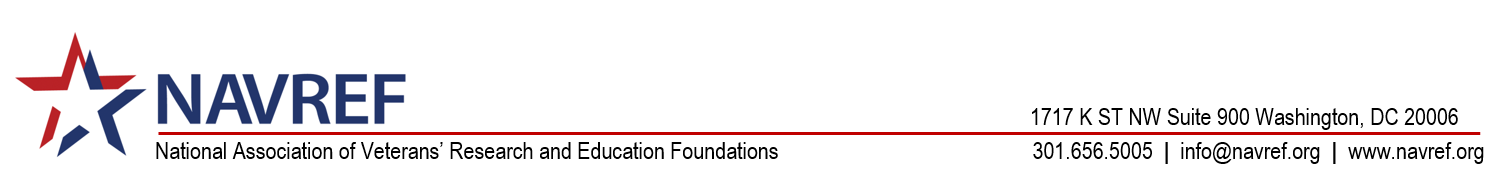 NAVREF
1717 K ST NW Suite 900 Washington, DC 20006
National Association of Veterans’ Research and Education Foundations
301.656.5005 | info@navref.org | www.navref.org